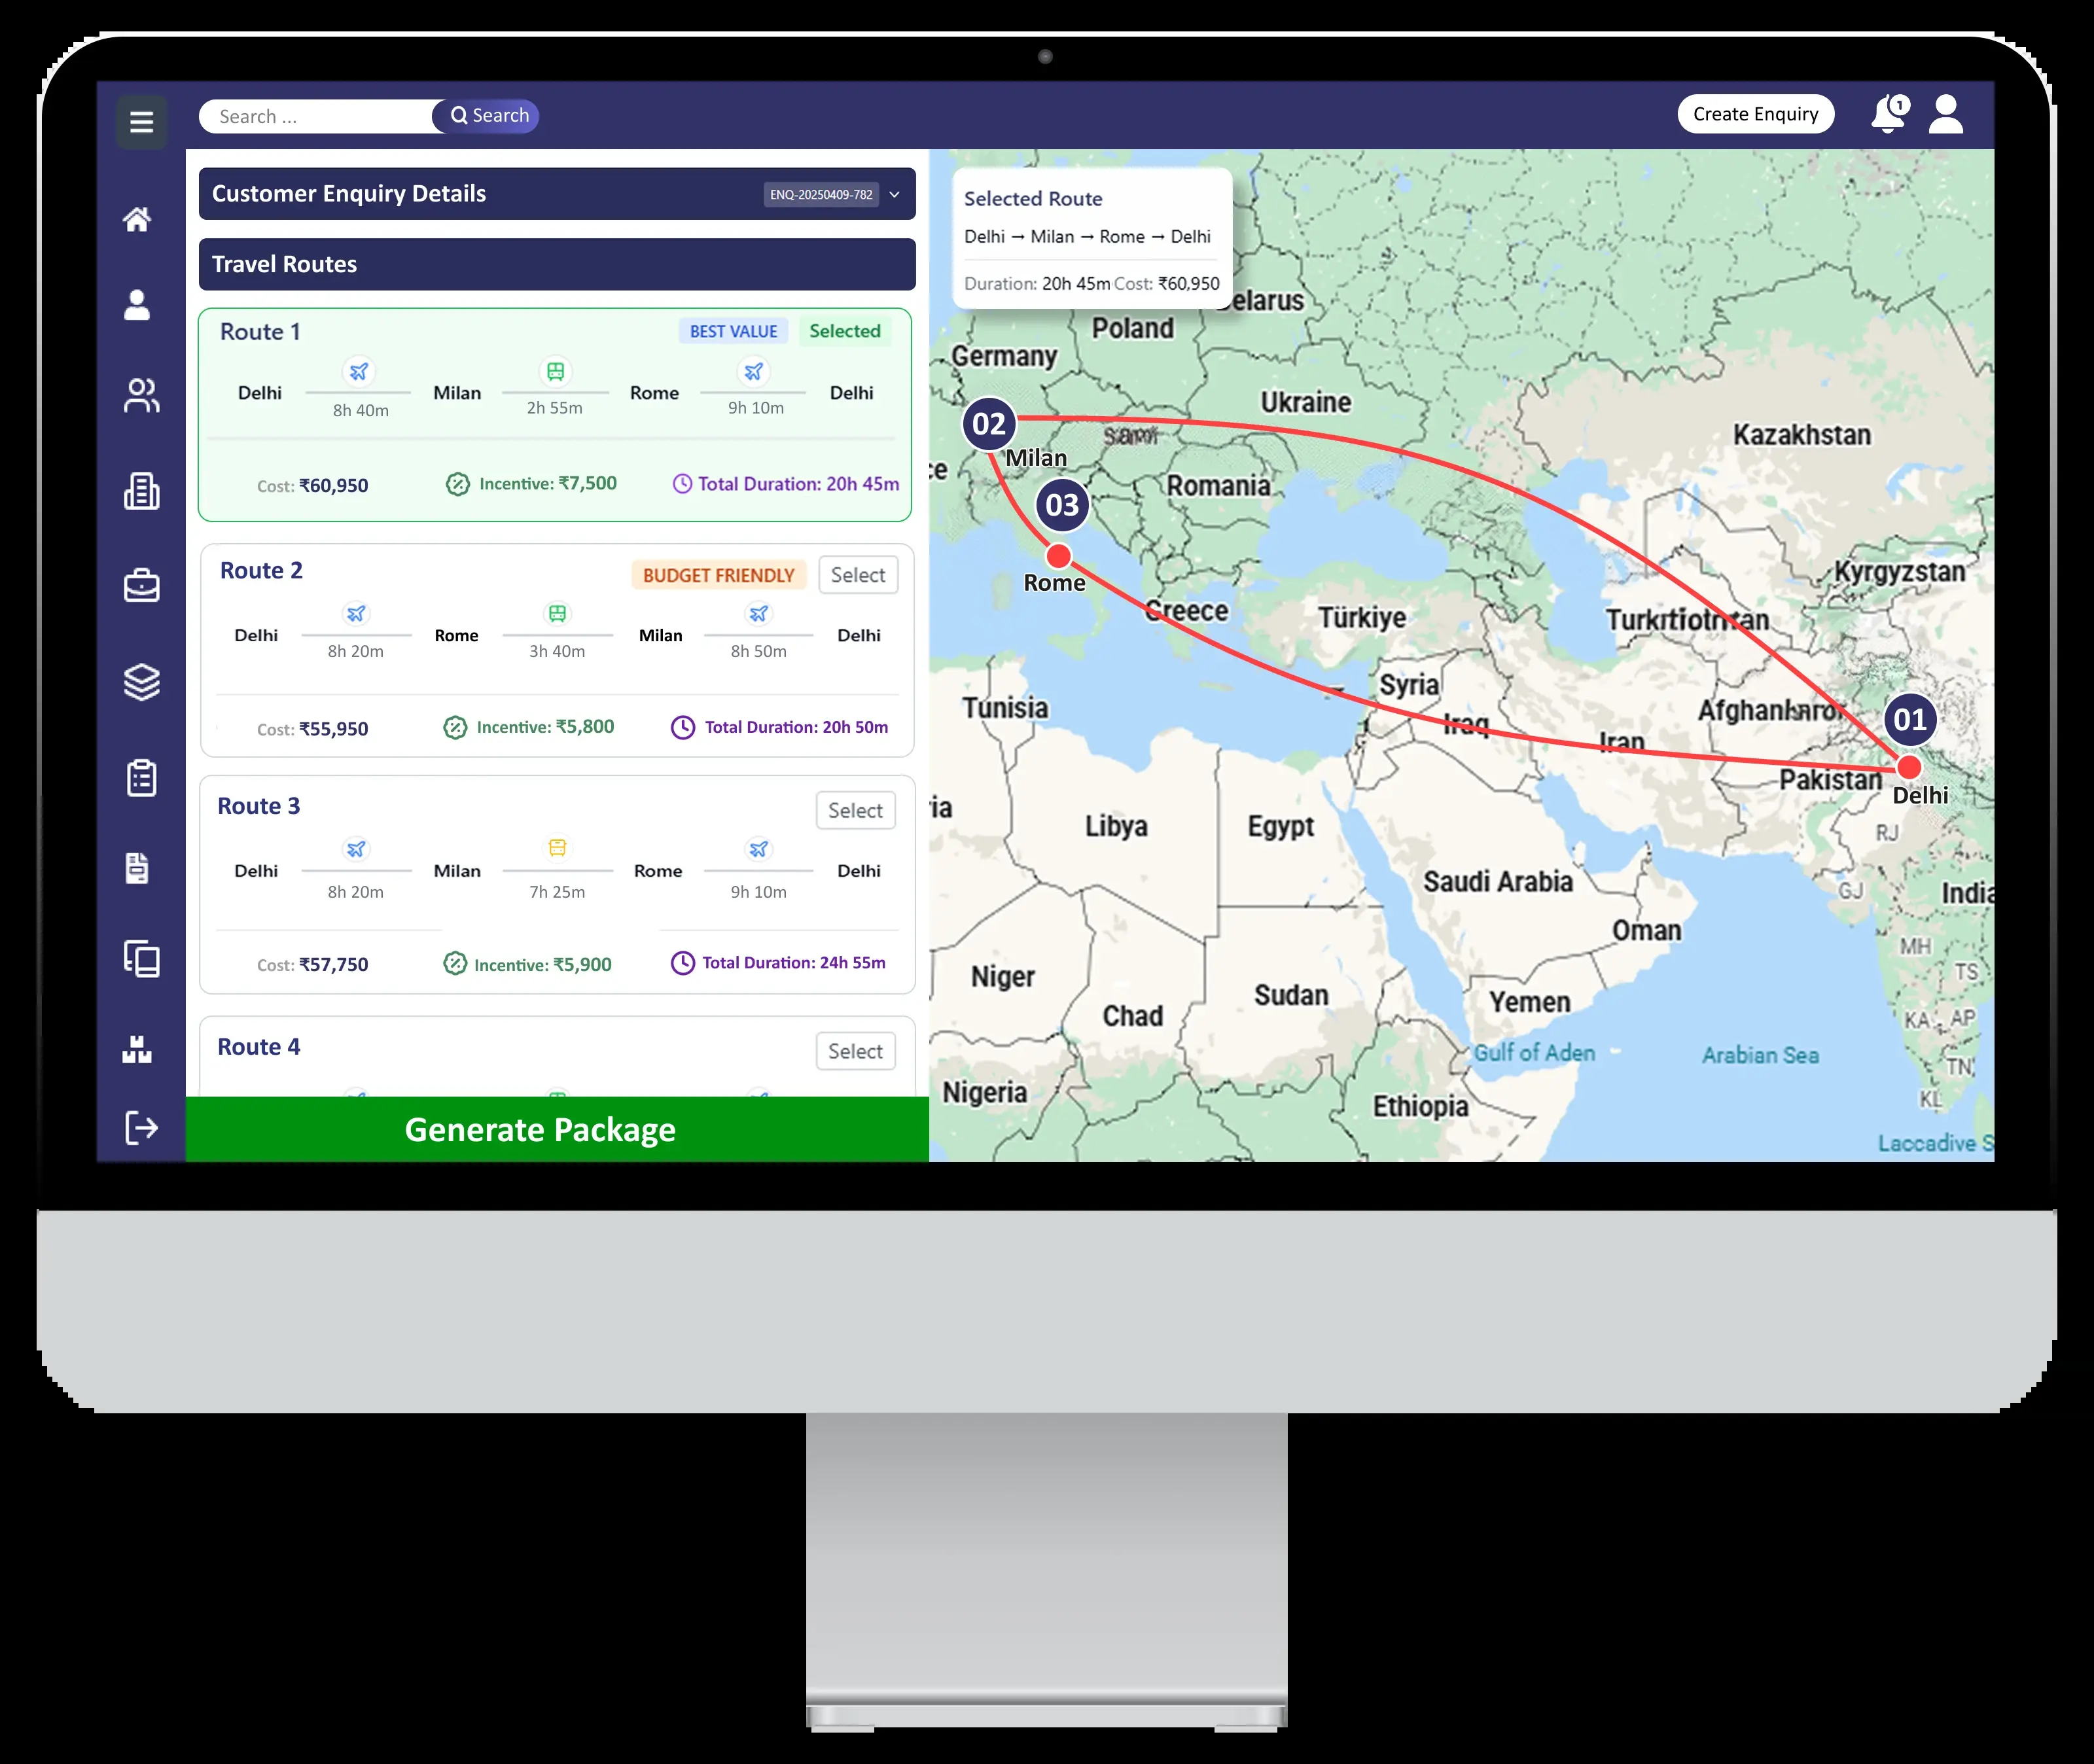 Search ...
Search
Create Enquiry
1
Customer Enquiry Details
ENQ-20250409-782
Travel Routes
Route 1
BEST VALUE
Selected
Delhi
Milan
Rome
Delhi
8h 40m
2h 55m
9h 10m
Cost: ₹60,950
Incentive: ₹7,500
Total Duration: 20h 45m
Route 2
BUDGET FRIENDLY
Select
Delhi
Rome
Milan
Delhi
8h 20m
3h 40m
8h 50m
Cost: ₹55,950
Incentive: ₹5,800
Total Duration: 20h 50m
Route 3
Select
Delhi
Milan
Rome
Delhi
8h 20m
7h 25m
9h 10m
Cost: ₹57,750
Incentive: ₹5,900
Total Duration: 24h 55m
Route 4
Select
Generate Package
Selected Route
Delhi → Milan → Rome → Delhi
Duration: 20h 45m Cost: ₹60,950
elarus
Poland
Germany
Ukraine
02
Kazakhstan
Milan
ce
Romania
03
Rome
Kyrgyzstan
Greece
Türkiye
Syria
Tunisia
Iraq
Iran
01
Pakistan
Delhi
ia
Libya
Egypt
RJ
Saudi Arabia
GJ
India
Oman
MH
TS
Niger
Sudan
Yemen
Chad
KA
AP
Gulf of Aden
Arabian Sea
TN
Nigeria
Ethiopia
KL
Laccadive S